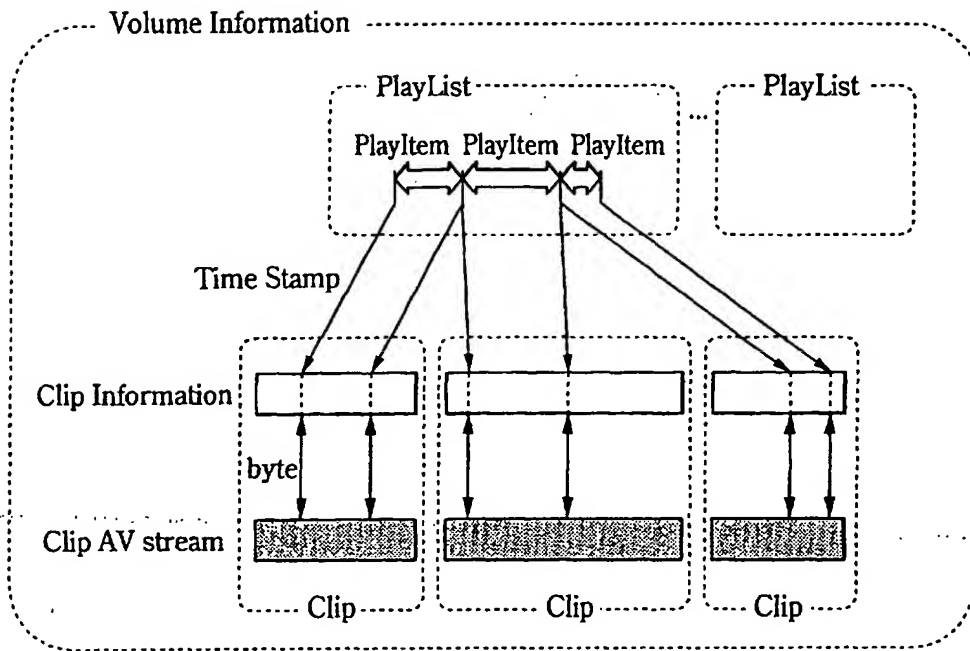 Volume Information
PlayList
...
PlayList
PlayItem PlayItem PlayItem
Time Stamp
Clip Information
byte
Clip AV stream
Clip
Clip
Clip